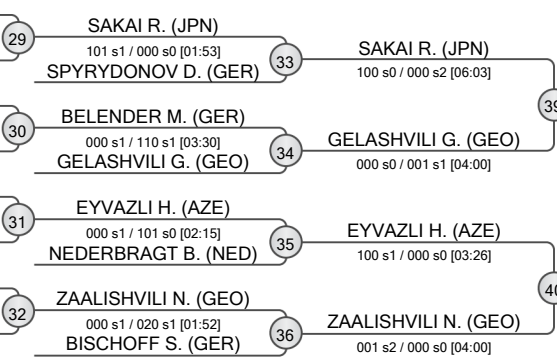 29
SAKAI R. (JPN)
101 s1 / 000 s0 [01:53]
SPYRYDONOV D. (GER)
33
SAKAI R. (JPN)
100 s0 / 000 s2 [06:03]
39
30
BELENDER M. (GER)
000 s1 / 110 s1 [03:30]
GELASHVILI G. (GEO)
34
GELASHVILI G. (GEO)
000 s0 / 001 s1 [04:00]
31
EYVAZLI H. (AZE)
000 s1 / 101 s0 [02:15]
NEDERBRAGT B. (NED)
35
EYVAZLI H. (AZE)
100 s1 / 000 s0 [03:26]
40
32
ZAALISHVILI N. (GEO)
000 s1 / 020 s1 [01:52]
BISCHOFF S. (GER)
36
ZAALISHVILI N. (GEO)
001 s2 / 000 s0 [04:00]